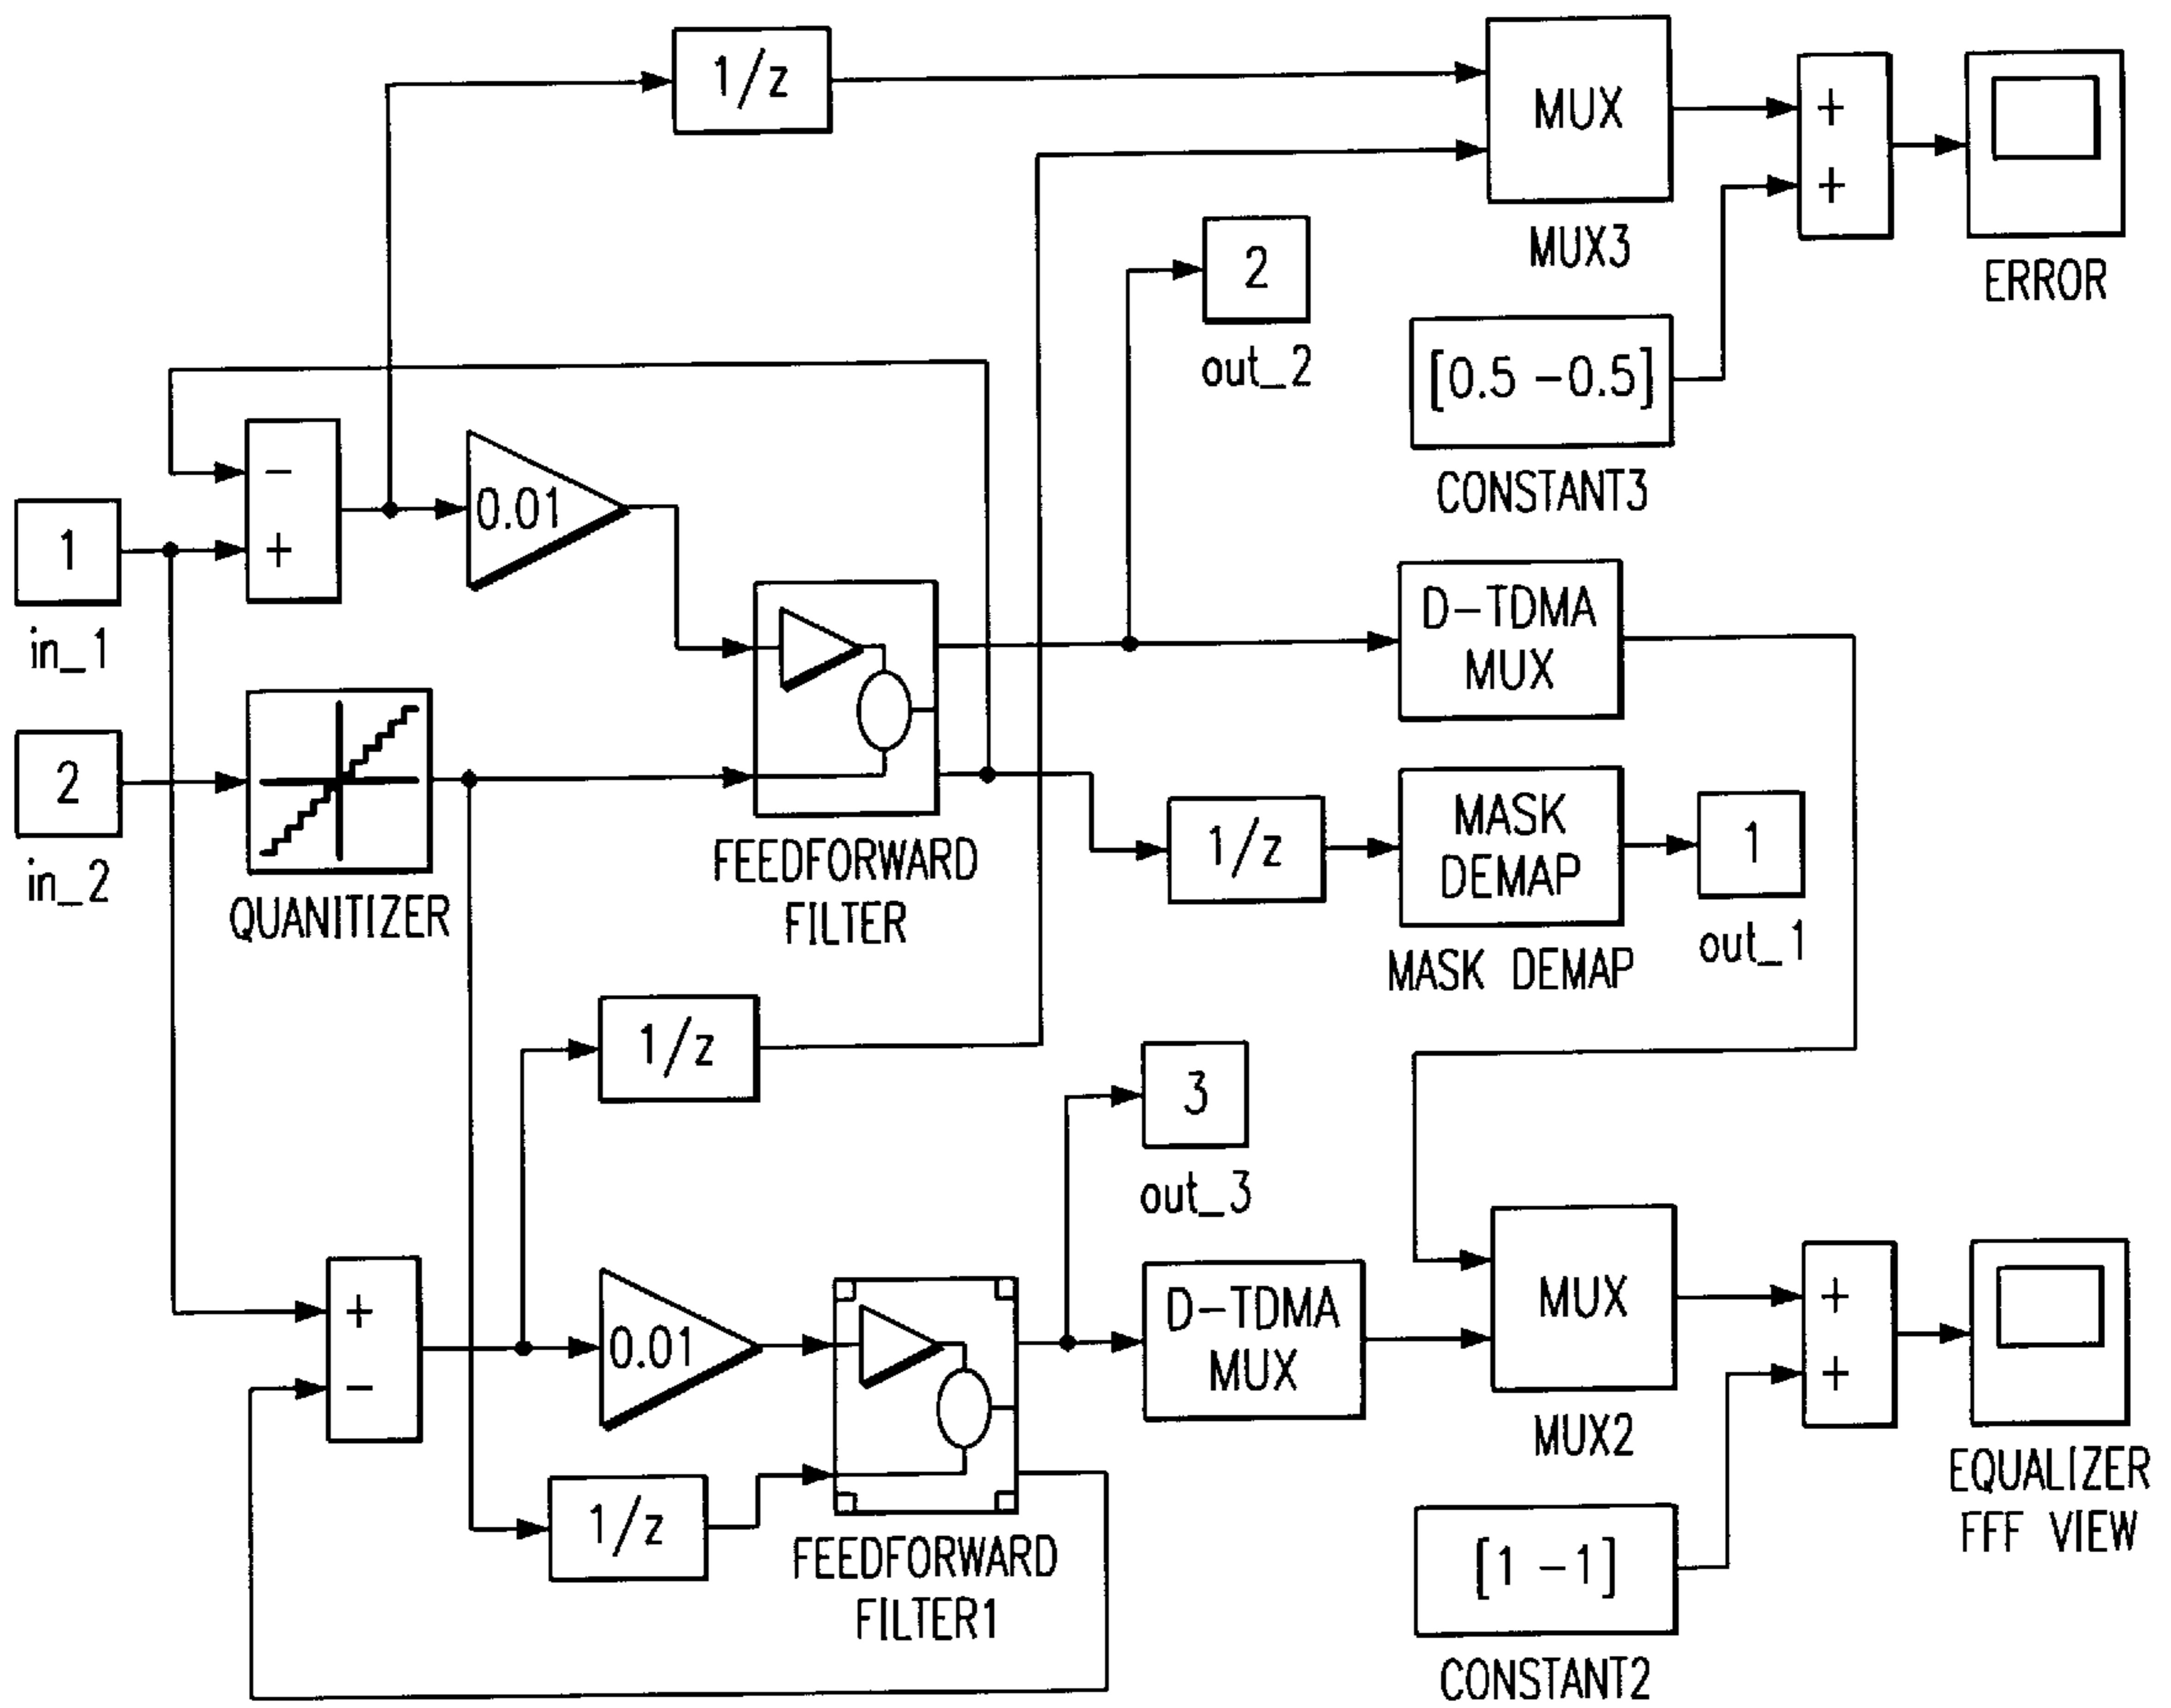 1/z
MUX
+
+
MUX3
ERROR
2
out_2
[0.5 -0.5]
CONSTANT3
-
+
0.01
1
in_1
D-TDMA
MUX
2
in_2
QUANITIZER
FEEDFORWARD
FILTER
1/z
MASK
DEMAP
MASK DEMAP
1
out_1
1/z
3
out_3
+
-
0.01
D-TDMA
MUX
MUX
MUX2
+
+
EQUALIZER
FFF VIEW
1/z
FEEDFORWARD
FILTER1
[1 -1]
CONSTANT2